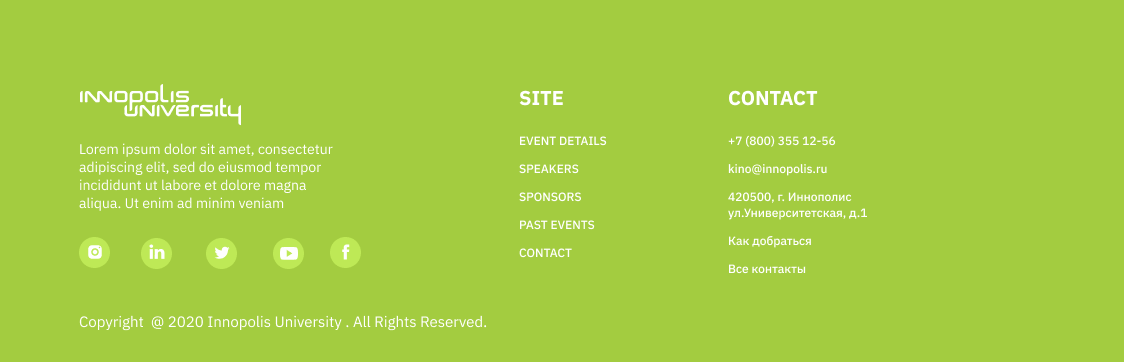 INNOPOLIS
UNIVERSITY
Lorem ipsum dolor sit amet, consectetur
adipiscing elit, sed do eiusmod tempor
incididunt ut labore et dolore magna
aliqua. Ut enim ad minim veniam
in
f
Copyright  @ 2020 Innopolis University . All Rights Reserved.
SITE
EVENT DETAILS
SPEAKERS
SPONSORS
PAST EVENTS
CONTACT
CONTACT
+7 (800) 355 12-56
kino@innopolis.ru
420500, г. Иннополис
ул.Университетская, д.1
Как добраться
Все контакты